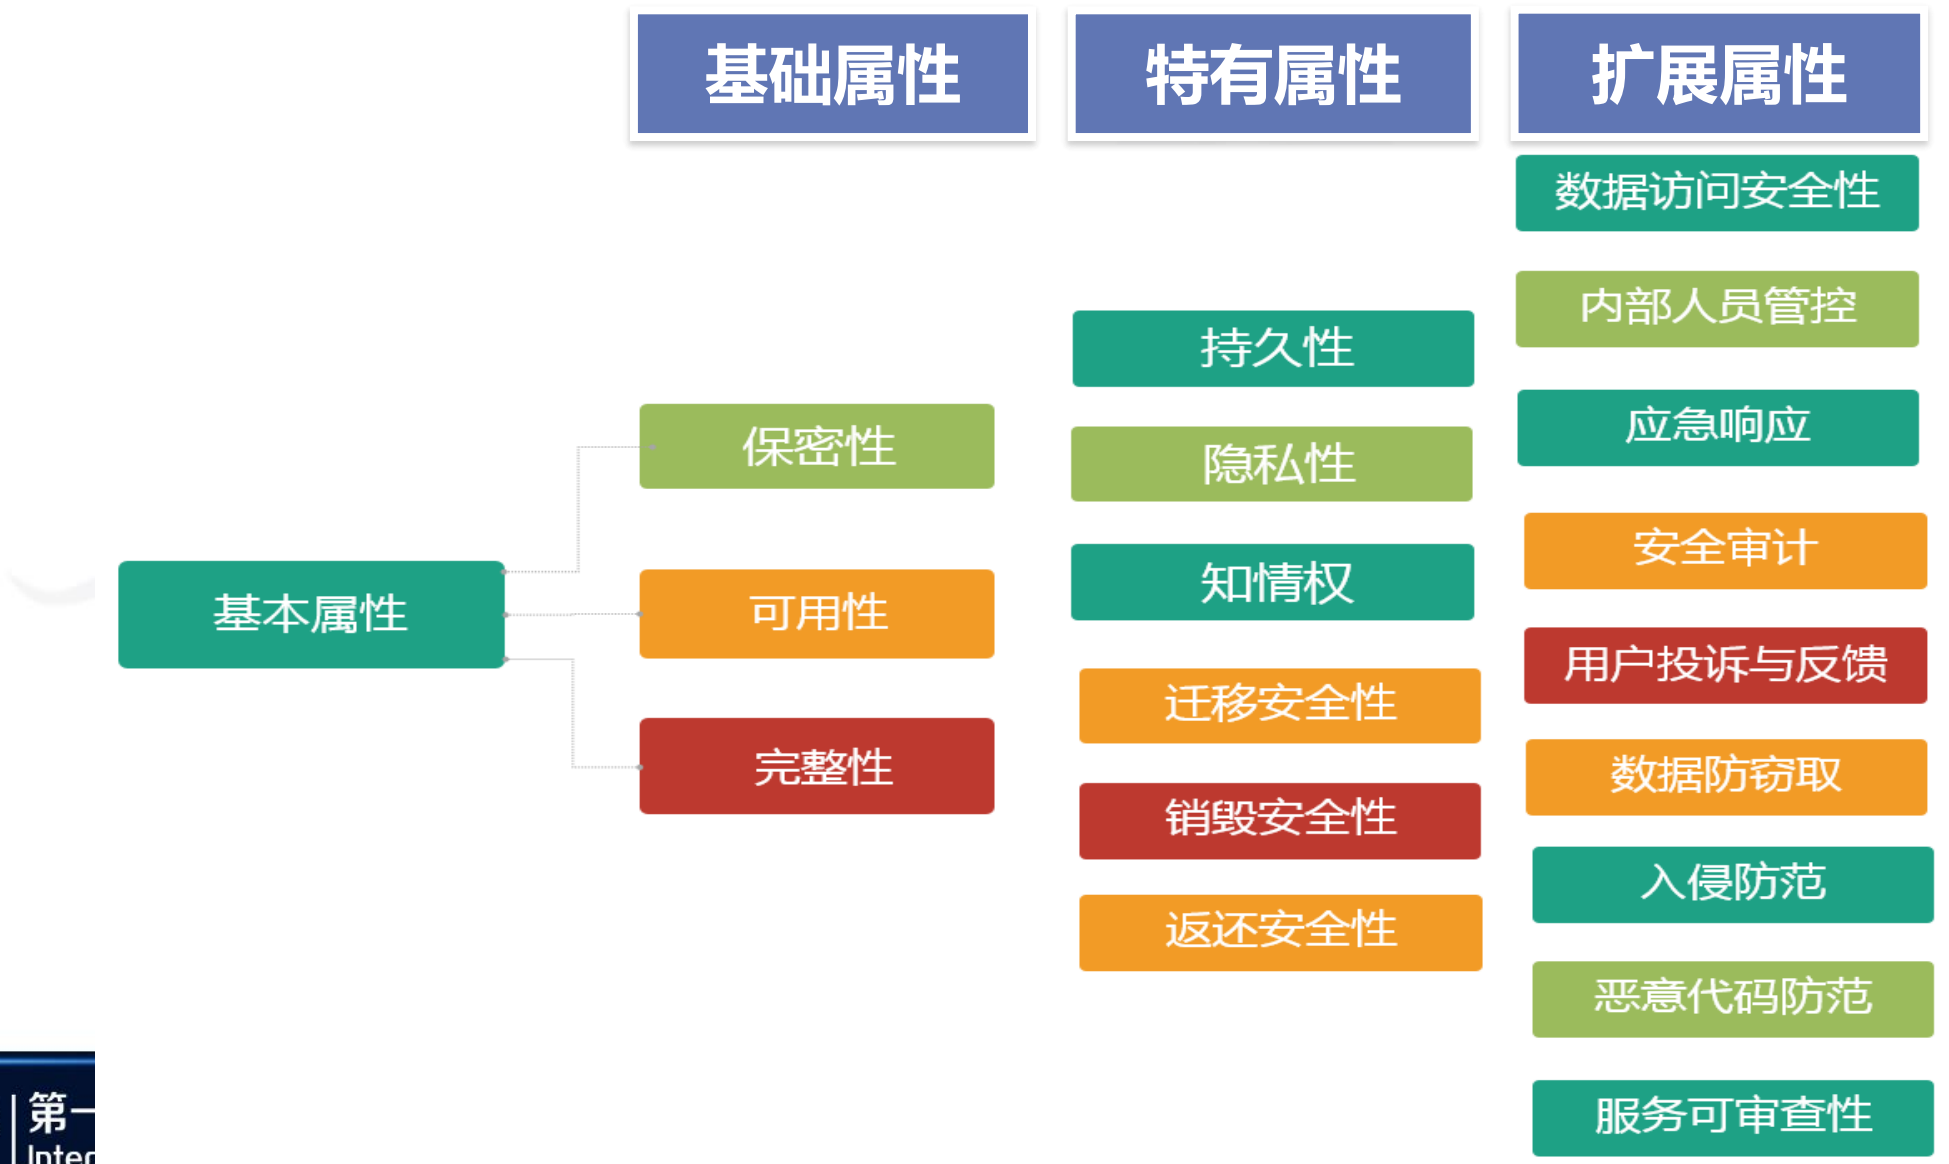 基础属性
特有属性
扩展属性
基本属性
保密性
可用性
完整性
持久性
隐私性
知情权
迁移安全性
销毁安全性
返还安全性
数据访问安全性
内部人员管控
应急响应
安全审计
用户投诉与反馈
数据防窃取
入侵防范
恶意代码防范
服务可审查性
第一